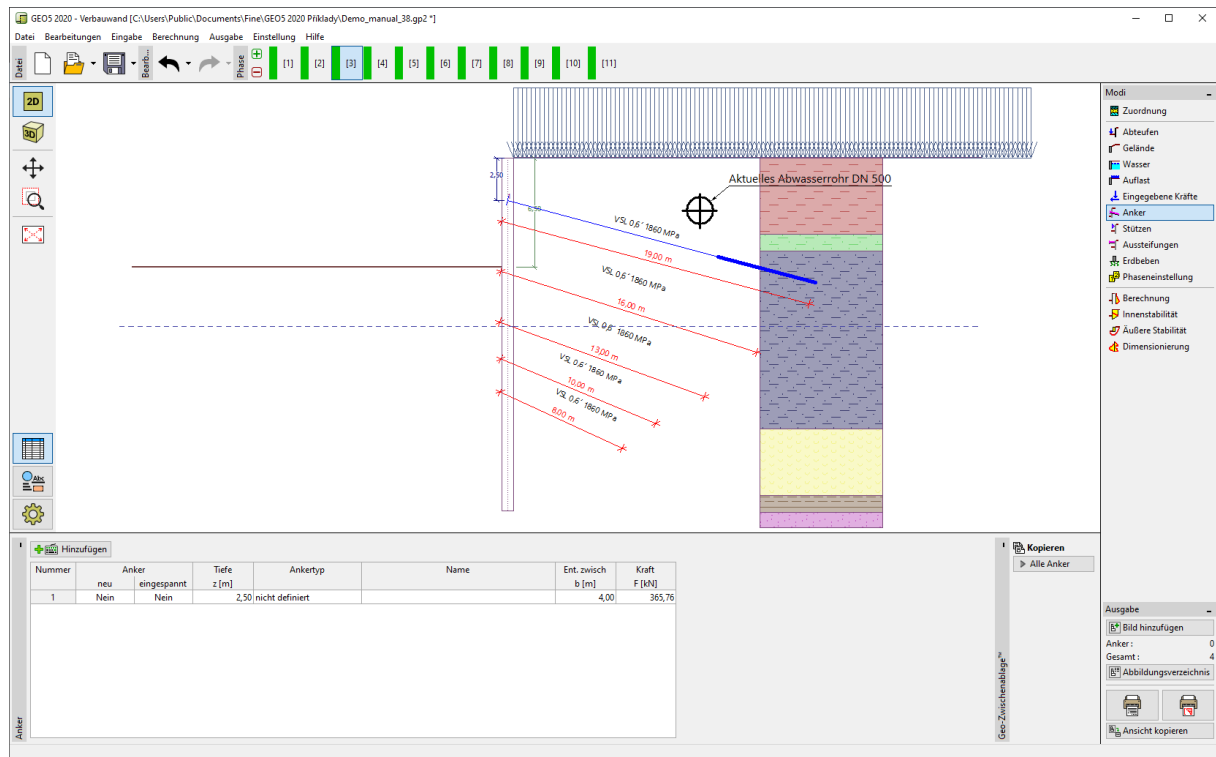 GEO5 2020 - Verbauwand [C:\Users\Public\Documents\Fine\GEO5 2020 Příklady\Demo_manual_38.gp2 *]
Datei Bearbeitungen Eingabe Berechnung Ausgabe Einstellung Hilfe
Datei
Bearb...
Phase
[1] [2] [3] [4] [5] [6] [7] [8] [9] [10] [11]
2D
3D
Abc
2,50
6,50
Aktuelles Abwasserrohr DN 500
VSL 0,6´ 1860 MPa
19,00 m
VSL 0,6´ 1860 MPa
16,00 m
VSL 0,6´ 1860 MPa
13,00 m
VSL 0,6´ 1860 MPa
10,00 m
VSL 0,6´ 1860 MPa
8,00 m
Modi
Zuordnung
Abteufen
Gelände
Wasser
Auflast
Eingegebene Kräfte
Anker
Stützen
Aussteifungen
Erdbeben
Phaseneinstellung
Berechnung
Innenstabilität
Äußere Stabilität
Dimensionierung
Hinzufügen
Nummer Anker Tiefe Ankertyp Name Ent. zwisch Kraft
neu eingespannt z [m] b [m] F [kN]
1 Nein Nein 2,50 nicht definiert 4,00 365,76
Anker
Geo-Zwischenablage™
Kopieren
Alle Anker
Ausgabe
Bild hinzufügen
Anker : 0
Gesamt : 4
Abbildungsverzeichnis
Ansicht kopieren